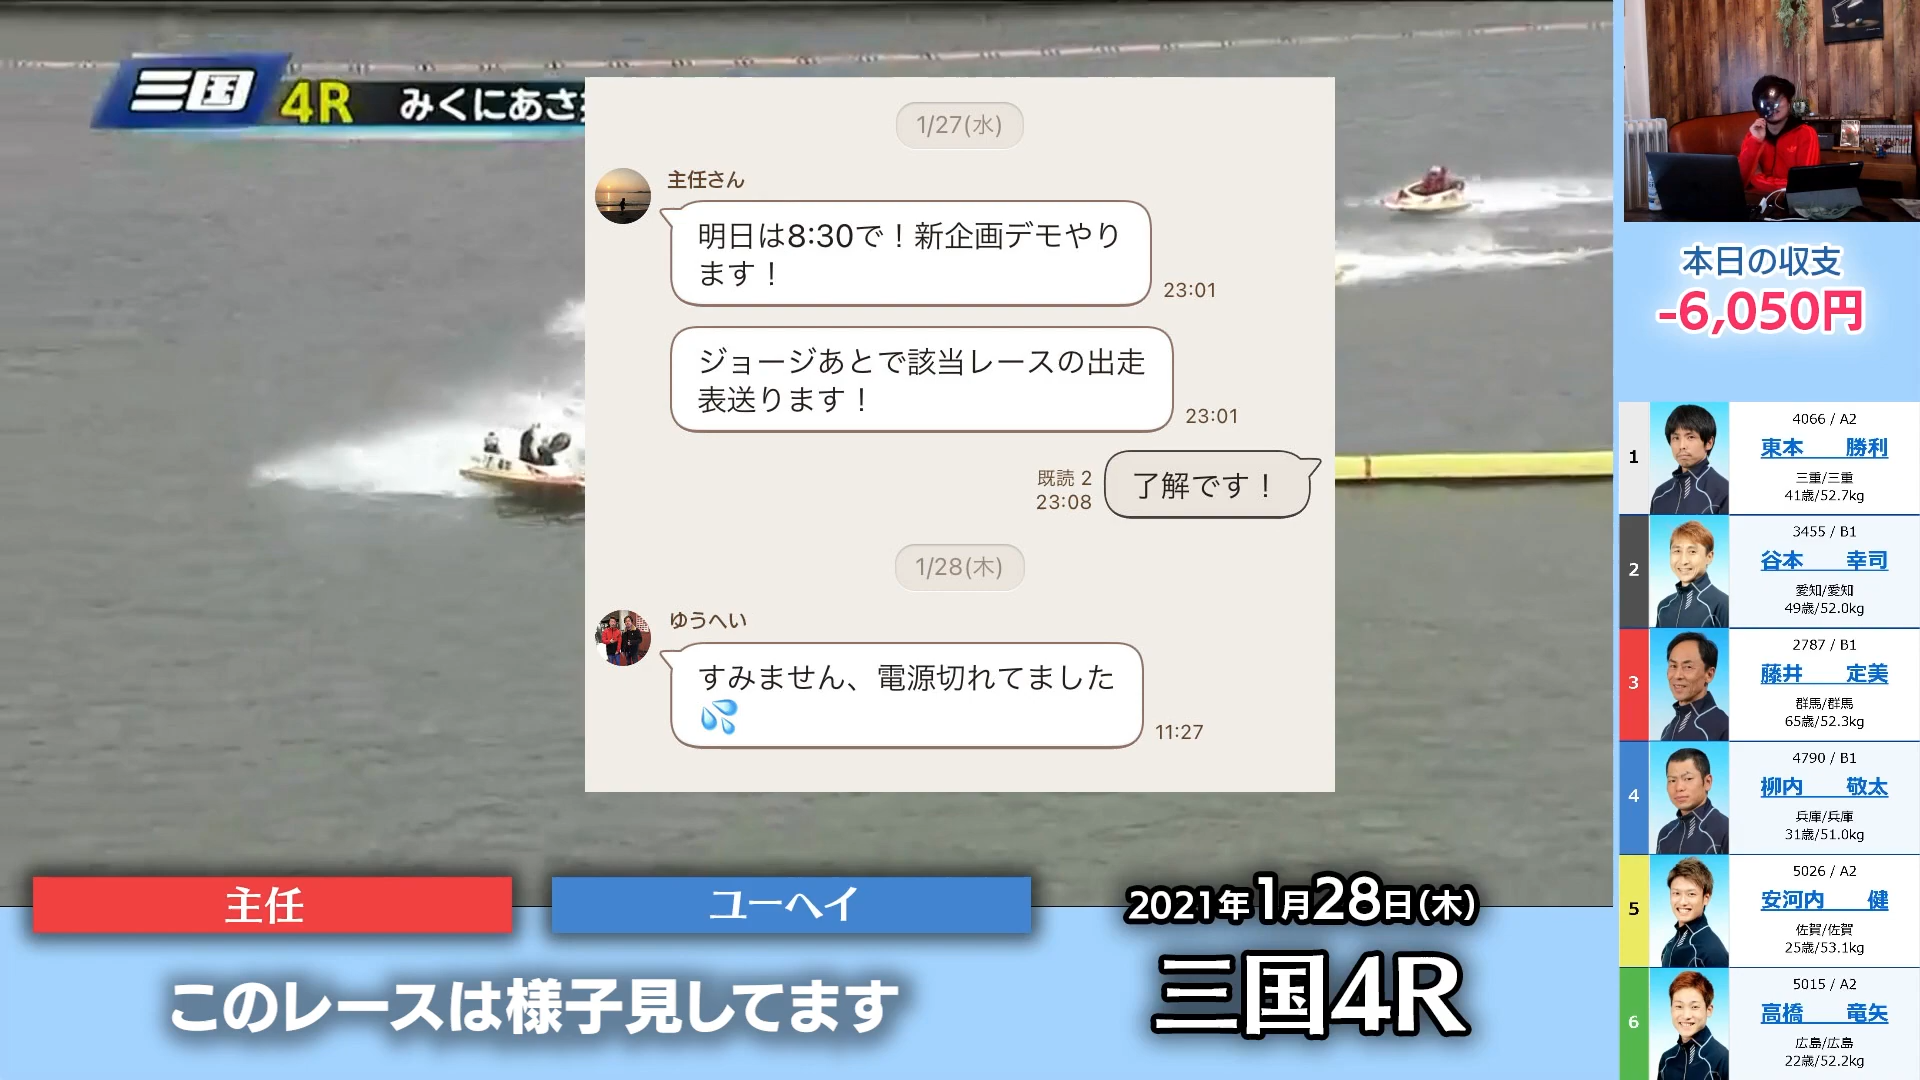 三国 4R みくにあさ
1/27(水)
主任さん
明日は8:30で！新企画デモやり
ます！
23:01
ジョージあとで該当レースの出走
表送ります！
23:01
既読 2
23:08
了解です！
1/28(木)
ゆうへい
すみません、電源切れてました
💦
11:27
本日の収支
-6,050円
1
4066 / A2
東本 勝利
三重/三重
41歳/52.7kg
2
3455 / B1
谷本 幸司
愛知/愛知
49歳/52.0kg
3
2787 / B1
藤井 定美
群馬/群馬
65歳/52.3kg
4
4790 / B1
柳内 敬太
兵庫/兵庫
31歳/51.0kg
5
5026 / A2
安河内 健
佐賀/佐賀
25歳/53.1kg
6
5015 / A2
高橋 竜矢
広島/広島
22歳/52.2kg
主任
ユーヘイ
このレースは様子見してます
2021年1月28日(木)
三国4R